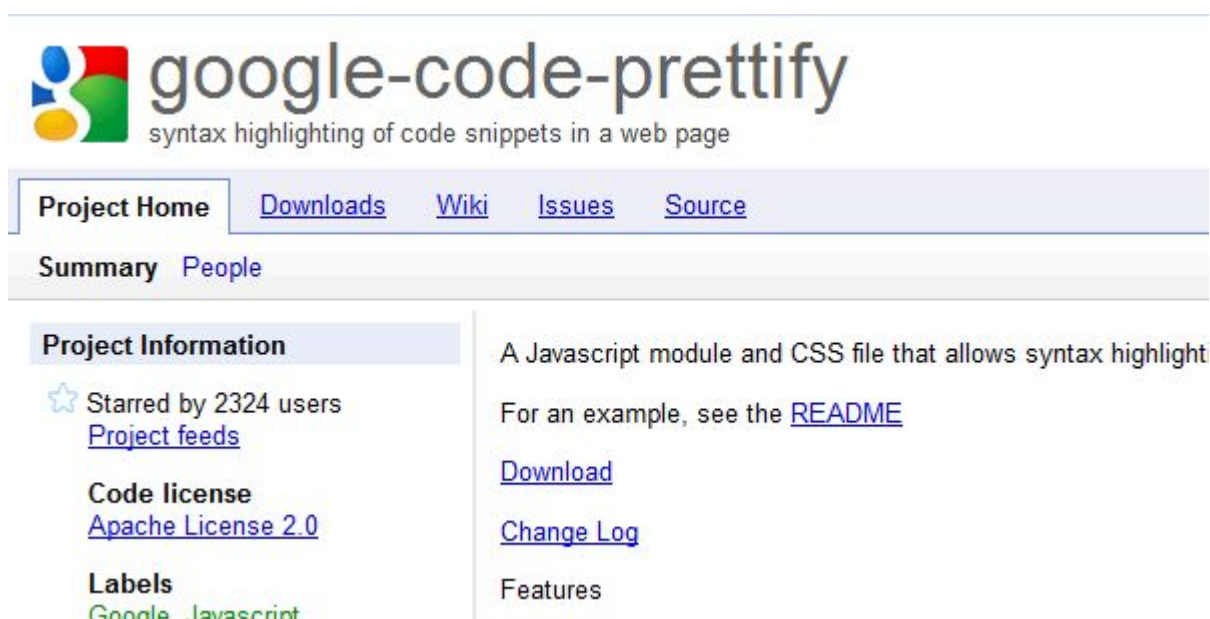 google-code-prettify
syntax highlighting of code snippets in a web page
Project Home Downloads Wiki Issues Source
Summary People
Project Information
Starred by 2324 users
Project feeds
Code license
Apache License 2.0
Labels
Google, Javascript
A Javascript module and CSS file that allows syntax highlighti
For an example, see the README
Download
Change Log
Features